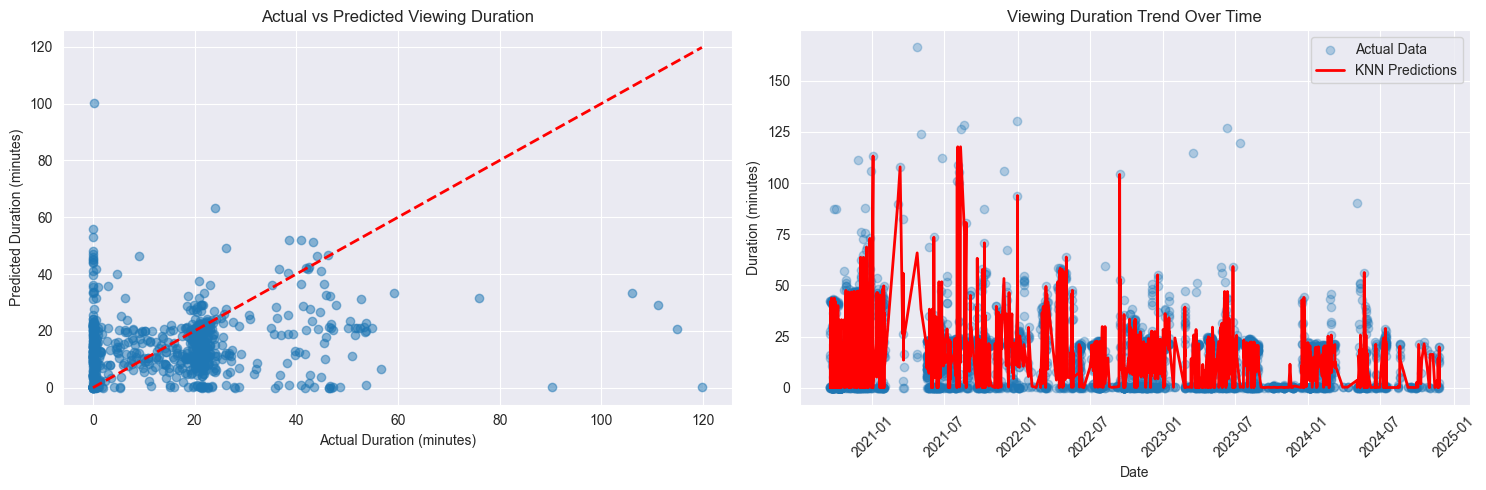 Actual vs Predicted Viewing Duration
120
100
80
60
40
20
0
Predicted Duration (minutes)
0 20 40 60 80 100 120
Actual Duration (minutes)
Viewing Duration Trend Over Time
Actual Data
KNN Predictions
150
125
100
75
50
25
0
Duration (minutes)
2021-01 2021-07 2022-01 2022-07 2023-01 2023-07 2024-01 2024-07 2025-01
Date